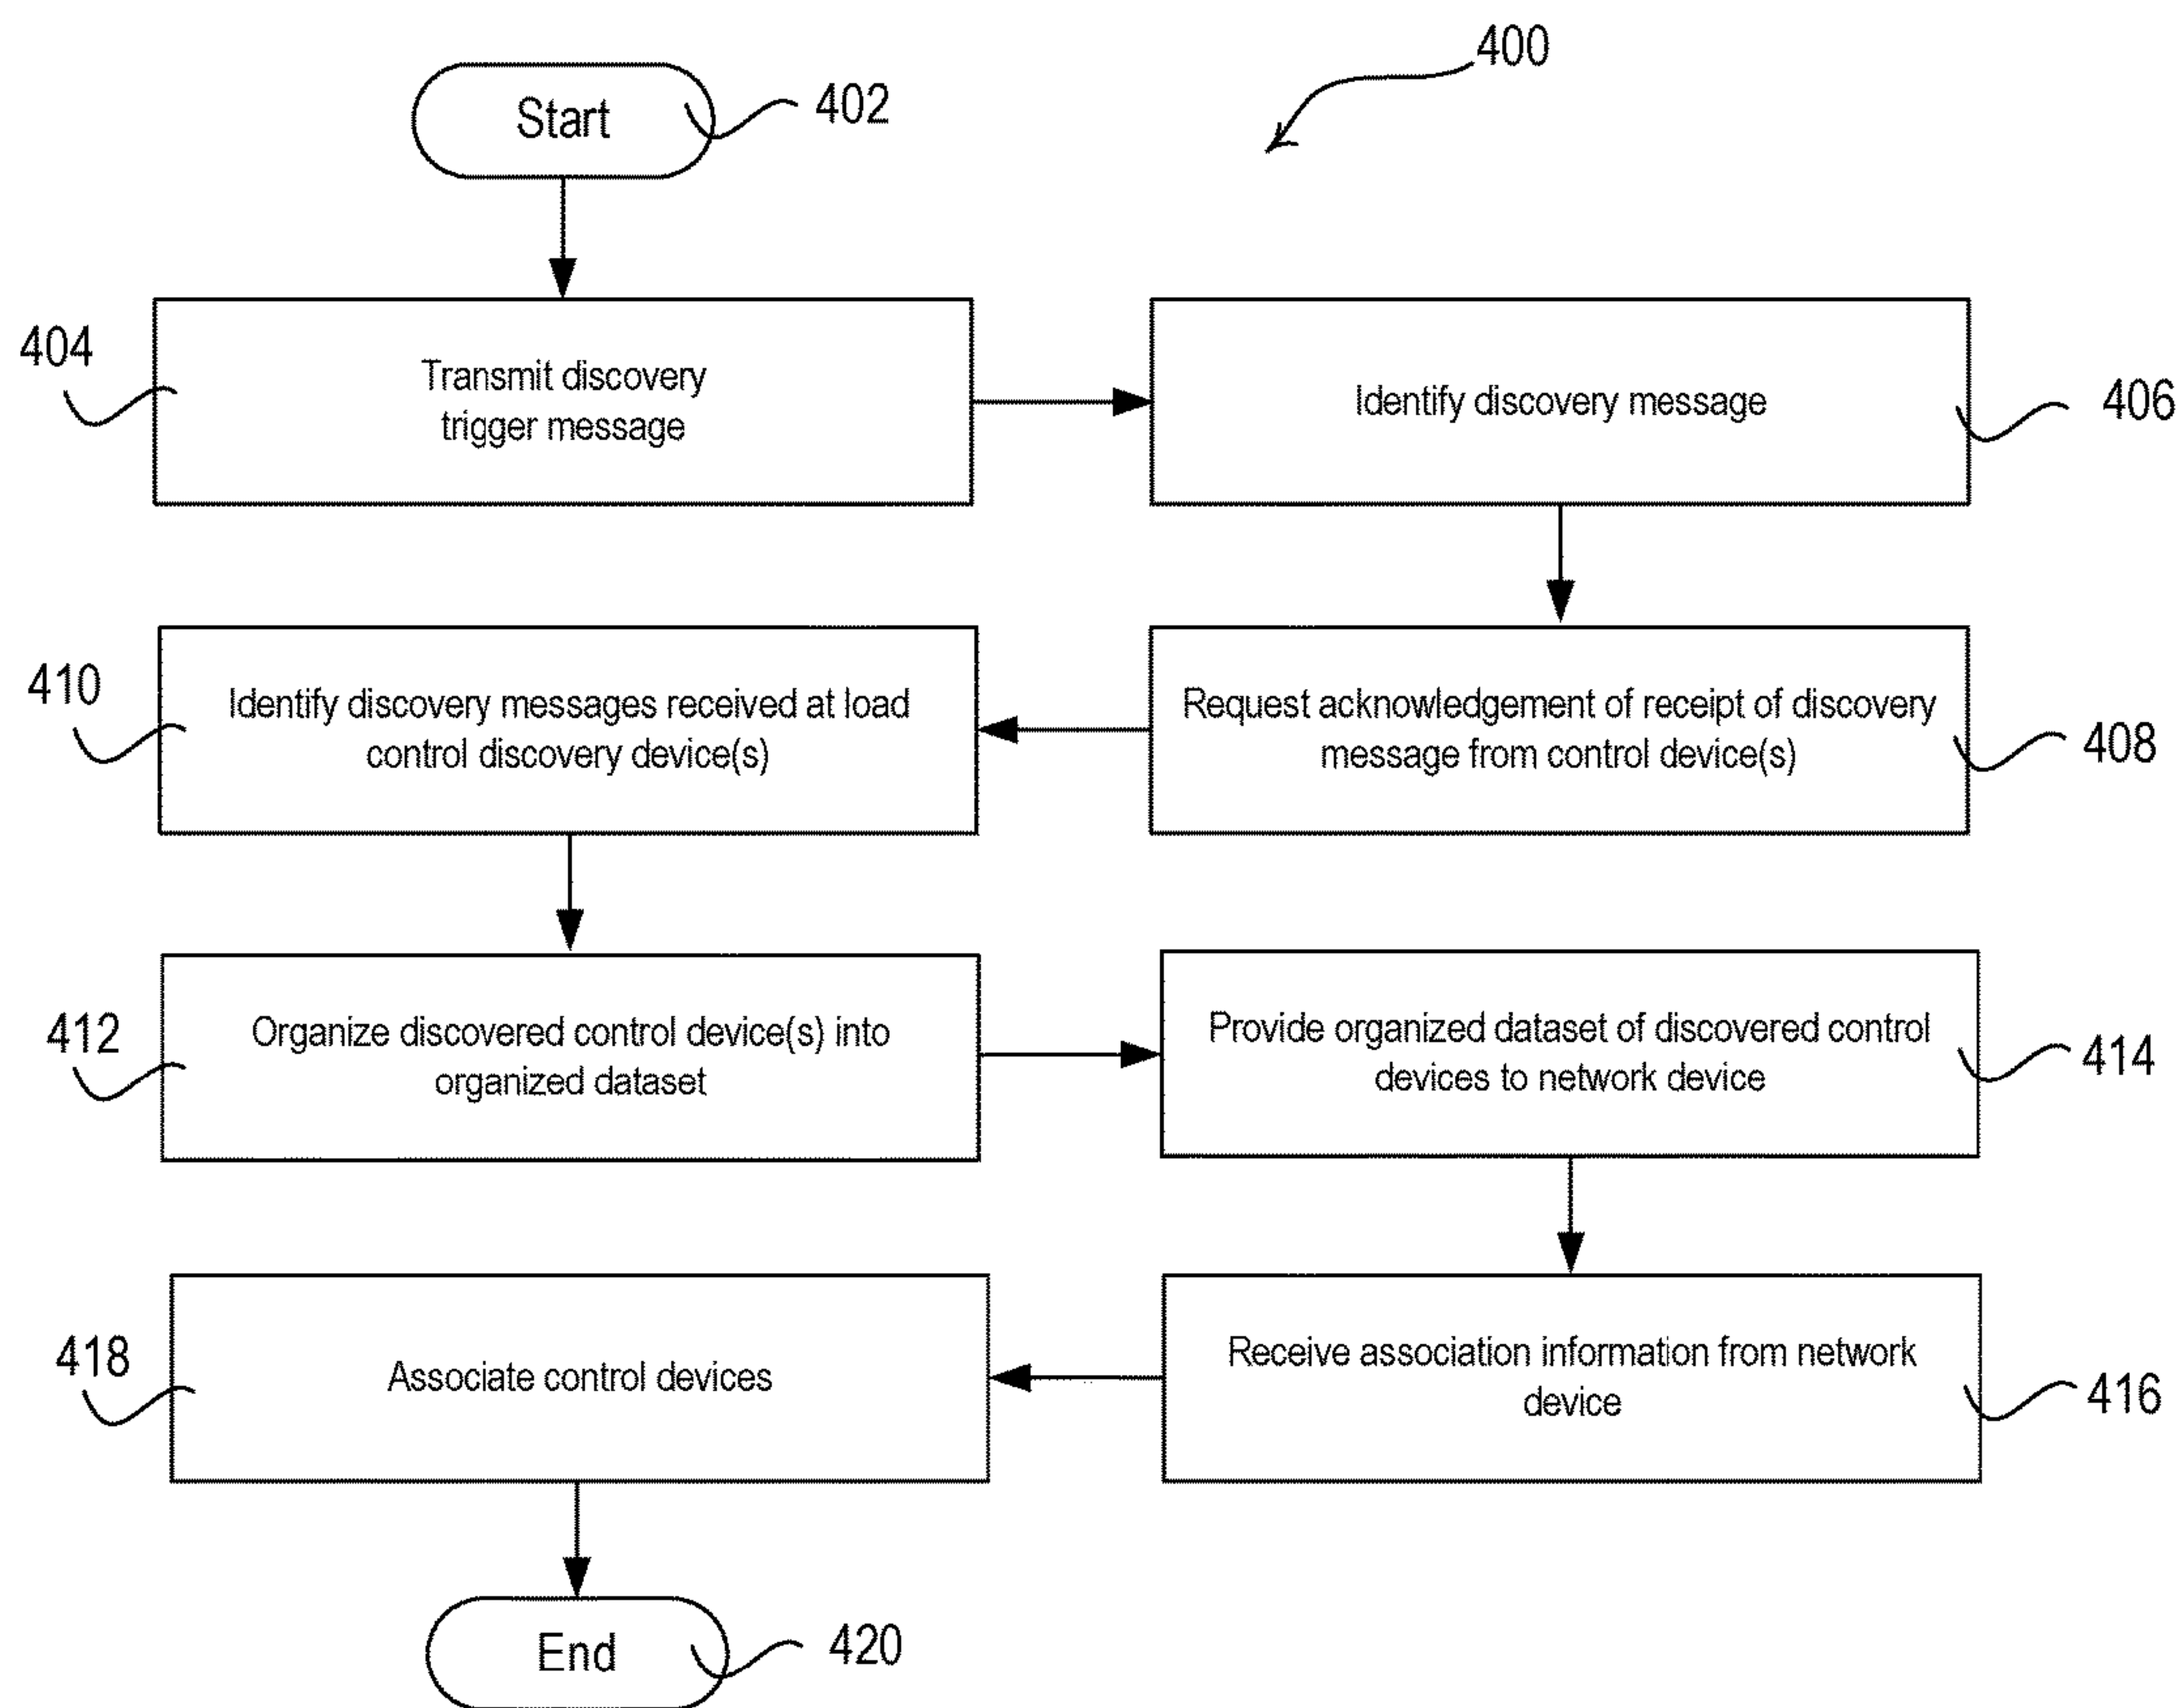 400
Start
402
404
Transmit discovery
trigger message
Identify discovery message
406
410
Identify discovery messages received at load
control discovery device(s)
Request acknowledgement of receipt of discovery
message from control device(s)
408
412
Organize discovered control device(s) into
organized dataset
Provide organized dataset of discovered control
devices to network device
414
418
Associate control devices
Receive association information from network
device
416
End
420